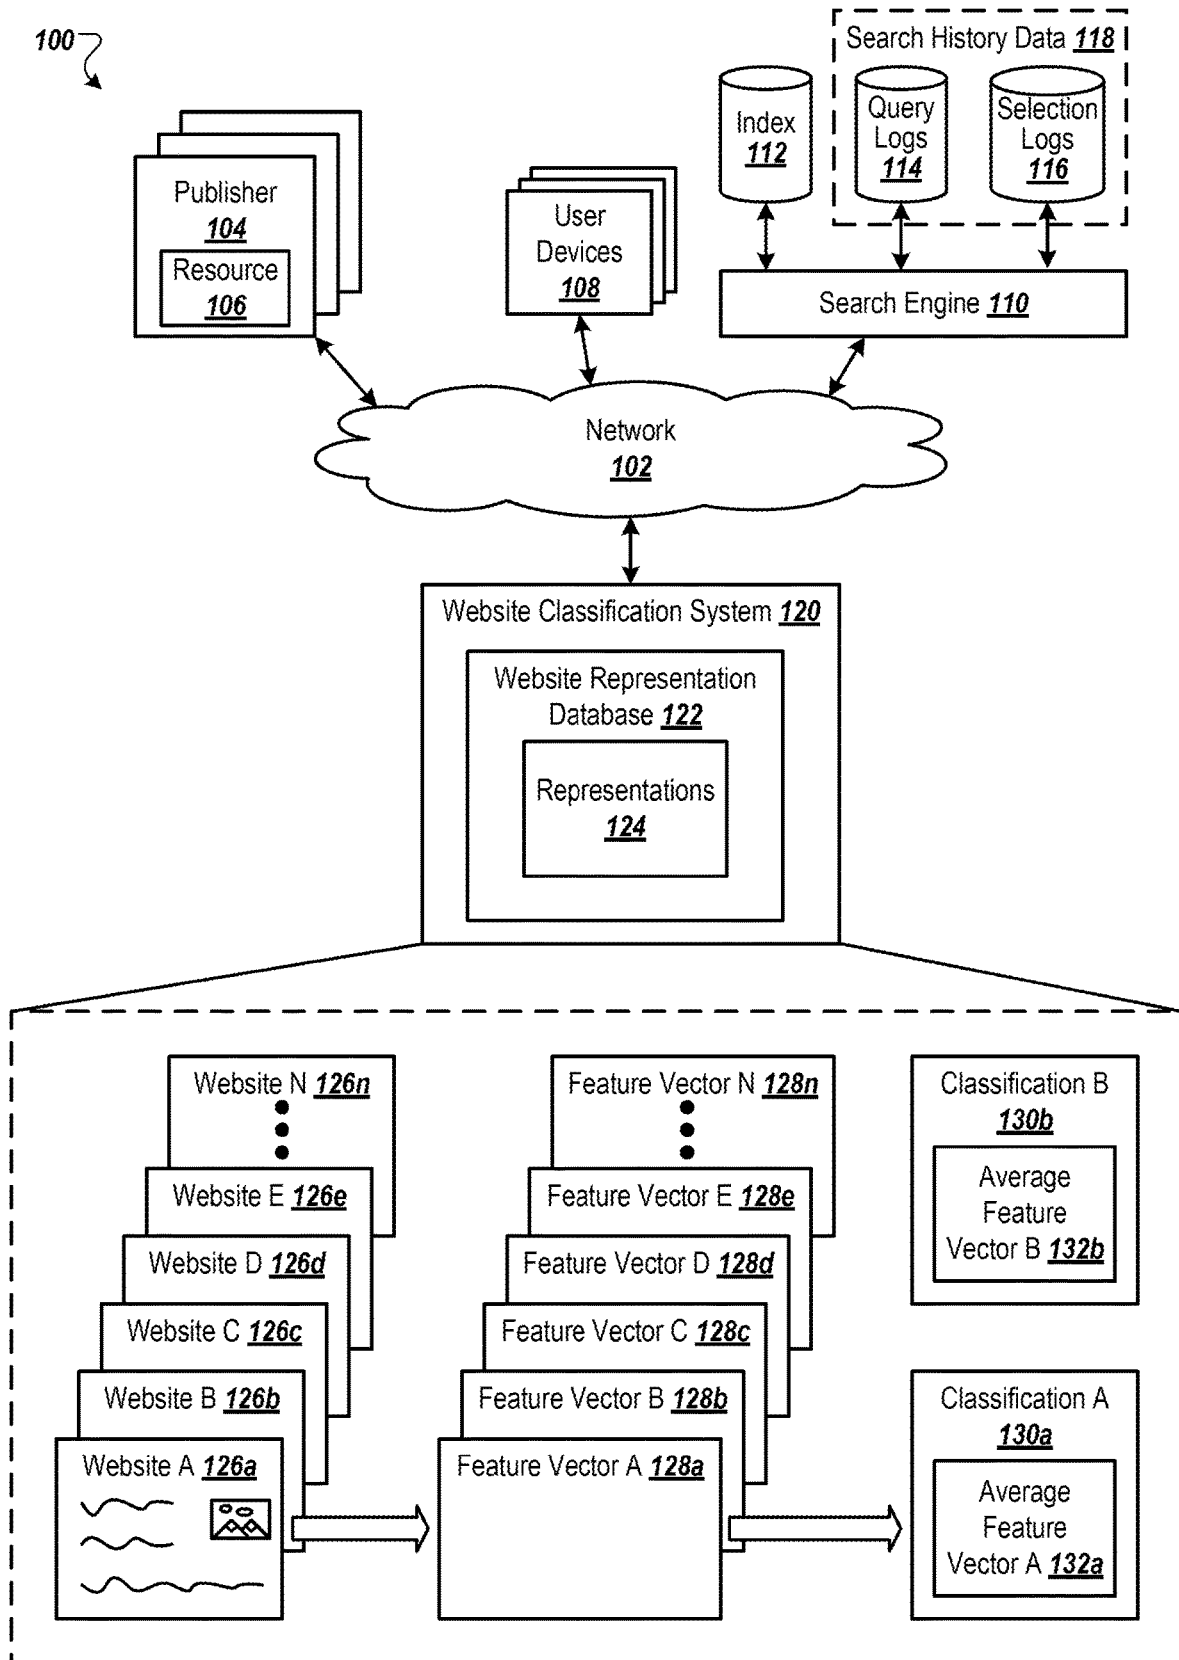 100
Publisher
104
Resource
106
User
Devices
108
Index
112
Search History Data 118
Query
Logs
114
Selection
Logs
116
Search Engine 110
Network
102
Website Classification System 120
Website Representation
Database 122
Representations
124
Website N 126n
Website E 126e
Website D 126d
Website C 126c
Website B 126b
Website A 126a
Feature Vector N 128n
Feature Vector E 128e
Feature Vector D 128d
Feature Vector C 128c
Feature Vector B 128b
Feature Vector A 128a
Classification B
130b
Average
Feature
Vector B 132b
Classification A
130a
Average
Feature
Vector A 132a